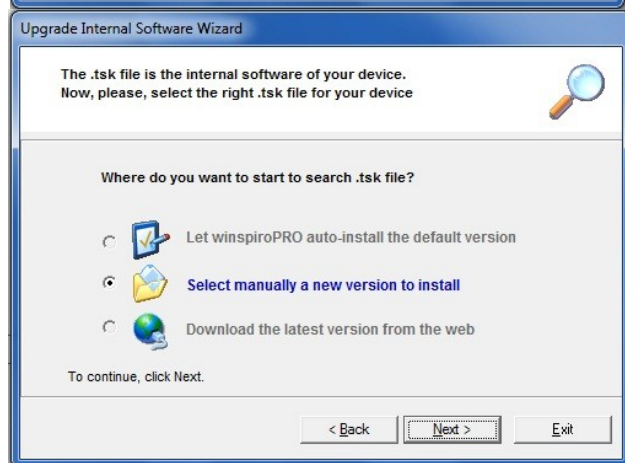 Upgrade Internal Software Wizard
The .tsk file is the internal software of your device.
Now, please, select the right .tsk file for your device
Where do you want to start to search .tsk file?
Let winspiroPRO auto-install the default version
Select manually a new version to install
Download the latest version from the web
To continue, click Next.
< Back
Next >
Exit